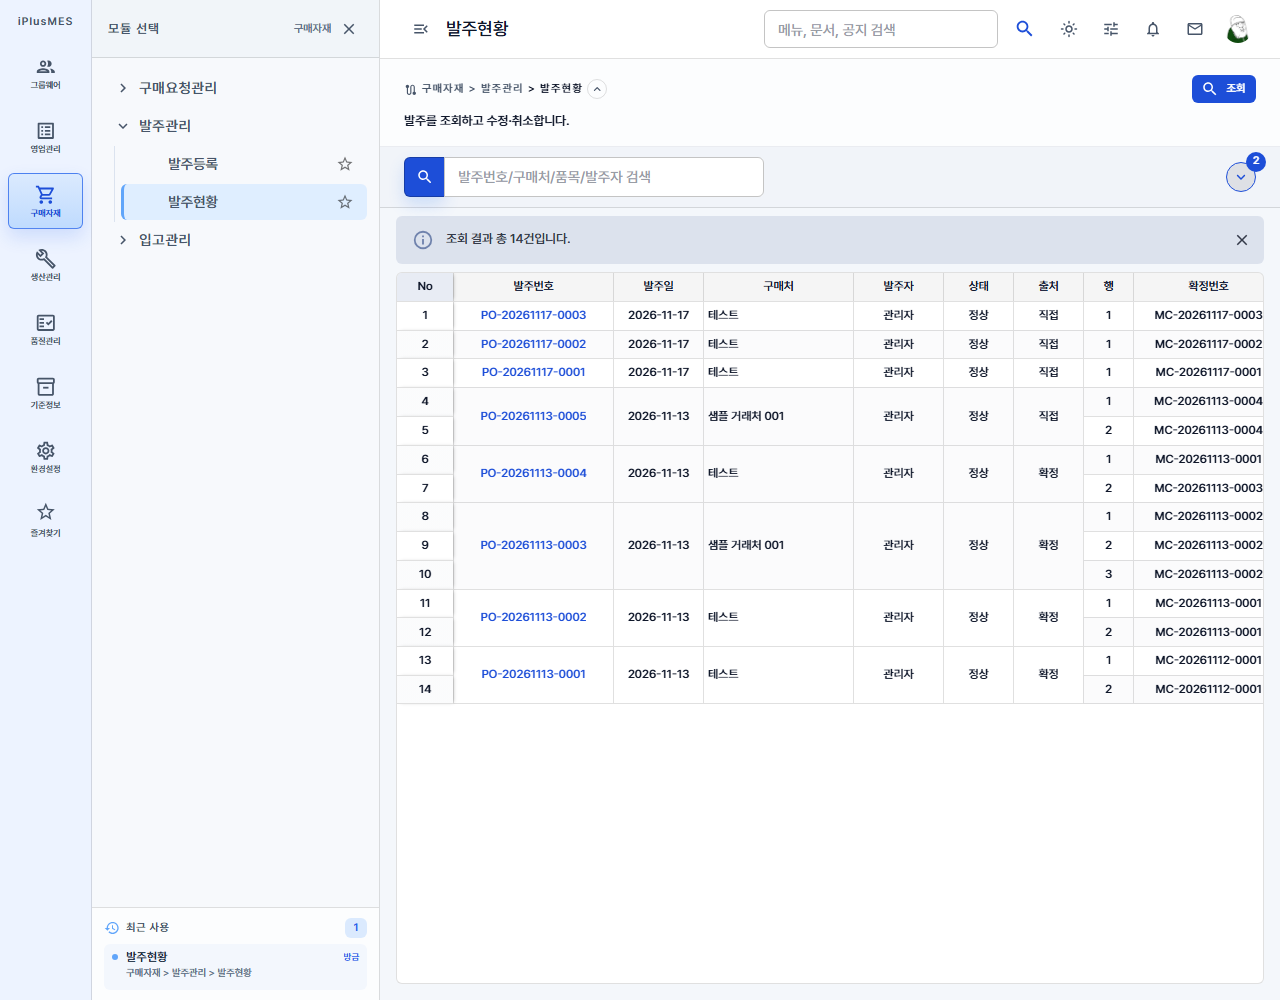 iPlusMES
그룹웨어
영업관리
구매자재
생산관리
품질관리
기준정보
환경설정
즐겨찾기
모듈 선택
구매자재
구매요청관리
발주관리
발주등록
발주현황
입고관리
최근 사용
1
발주현황
방금
구매자재 > 발주관리 > 발주현황
발주현황
메뉴, 문서, 공지 검색
구매자재 > 발주관리 > 발주현황
조회
발주를 조회하고 수정·취소합니다.
발주번호/구매처/품목/발주자 검색
2
조회 결과 총 14건입니다.
No 발주번호 발주일 구매처 발주자 상태 출처 행 확정번호
1 PO-20261117-0003 2026-11-17 테스트 관리자 정상 직접 1 MC-20261117-0003
2 PO-20261117-0002 2026-11-17 테스트 관리자 정상 직접 1 MC-20261117-0002
3 PO-20261117-0001 2026-11-17 테스트 관리자 정상 직접 1 MC-20261117-0001
4 PO-20261113-0005 2026-11-13 샘플 거래처 001 관리자 정상 직접 1 MC-20261113-0004
5 2 MC-20261113-0004
6 PO-20261113-0004 2026-11-13 테스트 관리자 정상 확정 1 MC-20261113-0001
7 2 MC-20261113-0003
8 1 MC-20261113-0002
9 PO-20261113-0003 2026-11-13 샘플 거래처 001 관리자 정상 확정 2 MC-20261113-0002
10 3 MC-20261113-0002
11 PO-20261113-0002 2026-11-13 테스트 관리자 정상 확정 1 MC-20261113-0001
12 2 MC-20261113-0001
13 PO-20261113-0001 2026-11-13 테스트 관리자 정상 확정 1 MC-20261112-0001
14 2 MC-20261112-0001